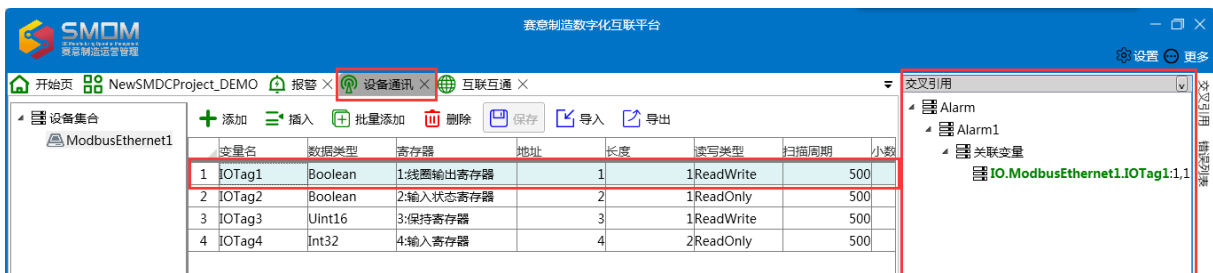 赛意制造数字化互联平台
SMOM
赛意制造运营管理
设置 更多
开始页 NewSMDCProject_DEMO 报警 设备通讯 互联互通
交叉引用
设备集合
ModbusEthernet1
添加 插入 批量添加 删除 保存 导入 导出
变量名 数据类型 寄存器 地址 长度 读写类型 扫描周期 小数
1 IOTag1 Boolean 1:线圈输出寄存器 1 1 ReadWrite 500
2 IOTag2 Boolean 2:输入状态寄存器 2 1 ReadOnly 500
3 IOTag3 Uint16 3:保持寄存器 3 1 ReadWrite 500
4 IOTag4 Int32 4:输入寄存器 4 2 ReadOnly 500
Alarm
Alarm1
关联变量
IO.ModbusEthernet1.IOTag1:1,1
交叉引用
错误列表